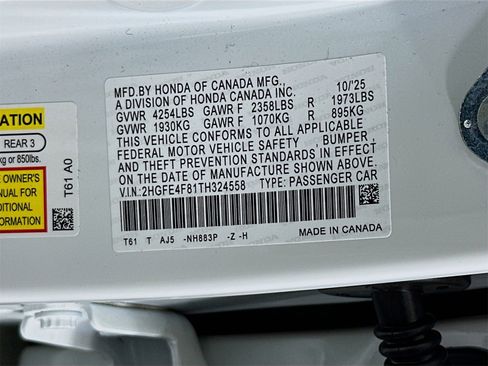 MFD.BY HONDA OF CANADA MFG., 10/25
A DIVISION OF HONDA CANADA INC.
GVWR 4254LBS GAWR F 2358LBS R 1973LBS
GVWR 1930KG GAWR F 1070KG R 895KG
THIS VEHICLE CONFORMS TO ALL APPLICABLE
FEDERAL MOTOR VEHICLE SAFETY, BUMPER,
AND THEFT PREVENTION STANDARDS IN EFFECT
ON THE DATE OF MANUFACTURE SHOWN ABOVE.
V.I.N.:2HGFE4F81TH324558 TYPE: PASSENGER CAR
T61 T AJ5 -NH883P -Z -H
MADE IN CANADA
ION
REAR 3
kg or 850lbs.
E OWNER'S
NUAL FOR
DITIONAL
FORMATION
T61 A0